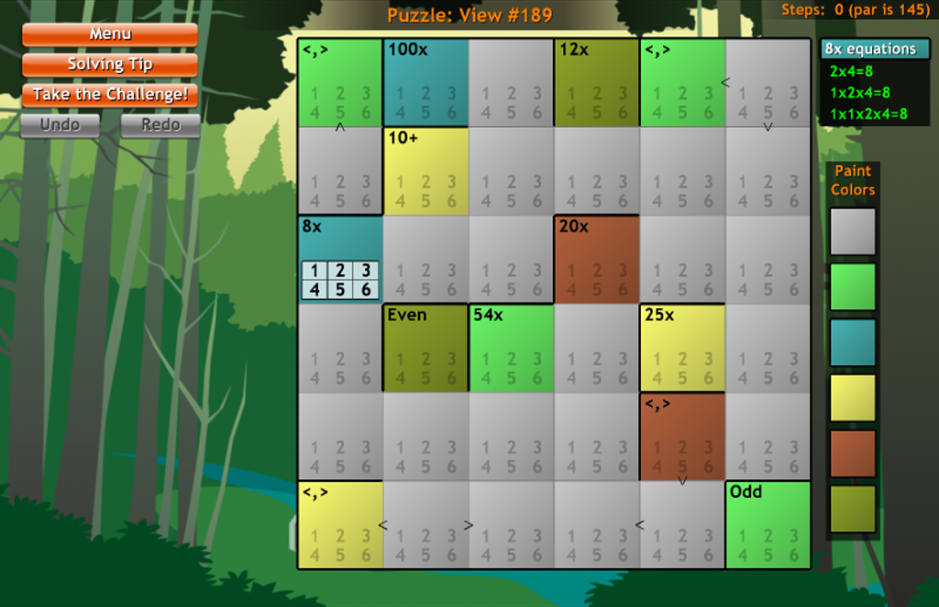 Puzzle: View #189
Steps: 0 (par is 145)
Menu
Solving Tip
Take the Challenge!
Undo
Redo
8x equations
2x4=8
1x2x4=8
1x1x2x4=8
Paint
Colors
<,> 100x 12x <,>
1 2 3 1 2 3 1 2 3 1 2 3 1 2 3 < 1 2 3
4 5 6 4 5 6 4 5 6 4 5 6 4 5 6 4 5 6
^ v
10+
1 2 3 1 2 3 1 2 3 1 2 3 1 2 3 1 2 3
4 5 6 4 5 6 4 5 6 4 5 6 4 5 6 4 5 6
8x 20x
1 2 3 1 2 3 1 2 3 1 2 3 1 2 3 1 2 3
4 5 6 4 5 6 4 5 6 4 5 6 4 5 6 4 5 6
Even 54x 25x
1 2 3 1 2 3 1 2 3 1 2 3 1 2 3 1 2 3
4 5 6 4 5 6 4 5 6 4 5 6 4 5 6 4 5 6
<,>
1 2 3 1 2 3 1 2 3 1 2 3 1 2 3 1 2 3
4 5 6 4 5 6 4 5 6 4 5 6 4 5 6 4 5 6
v
<,> Odd
< > <
1 2 3 1 2 3 1 2 3 1 2 3 1 2 3 1 2 3
4 5 6 4 5 6 4 5 6 4 5 6 4 5 6 4 5 6